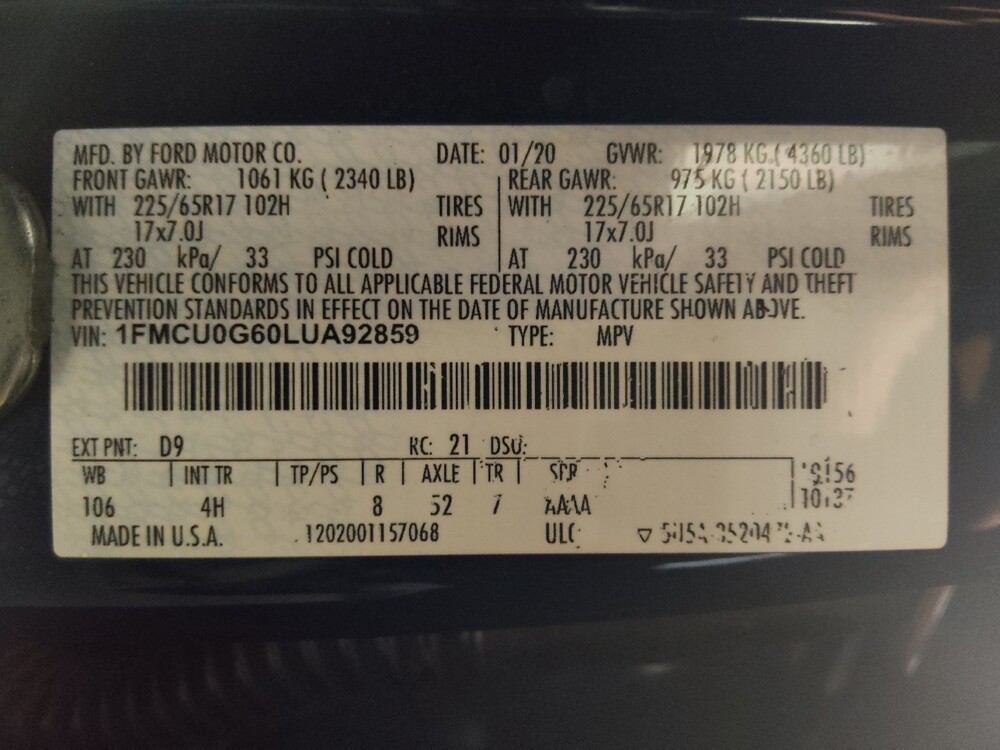 MFD. BY FORD MOTOR CO. DATE: 01/20 GVWR: 1978 KG ( 4360 LB)
FRONT GAWR: 1061 KG ( 2340 LB) REAR GAWR: 975 KG ( 2150 LB)
WITH 225/65R17 102H TIRES WITH 225/65R17 102H TIRES
17x7.0J RIMS 17x7.0J RIMS
AT 230 kPa/ 33 PSI COLD AT 230 kPa/ 33 PSI COLD
THIS VEHICLE CONFORMS TO ALL APPLICABLE FEDERAL MOTOR VEHICLE SAFETY AND THEFT
PREVENTION STANDARDS IN EFFECT ON THE DATE OF MANUFACTURE SHOWN ABOVE.
VIN: 1FMCU0G60LUA92859 TYPE: MPV
EXT PNT: D9 RC: 21 DSO:
WB INT TR TP/PS R AXLE TR SPR
106 4H 8 52 7 AAAA
MADE IN U.S.A. 1202001157068 ULC